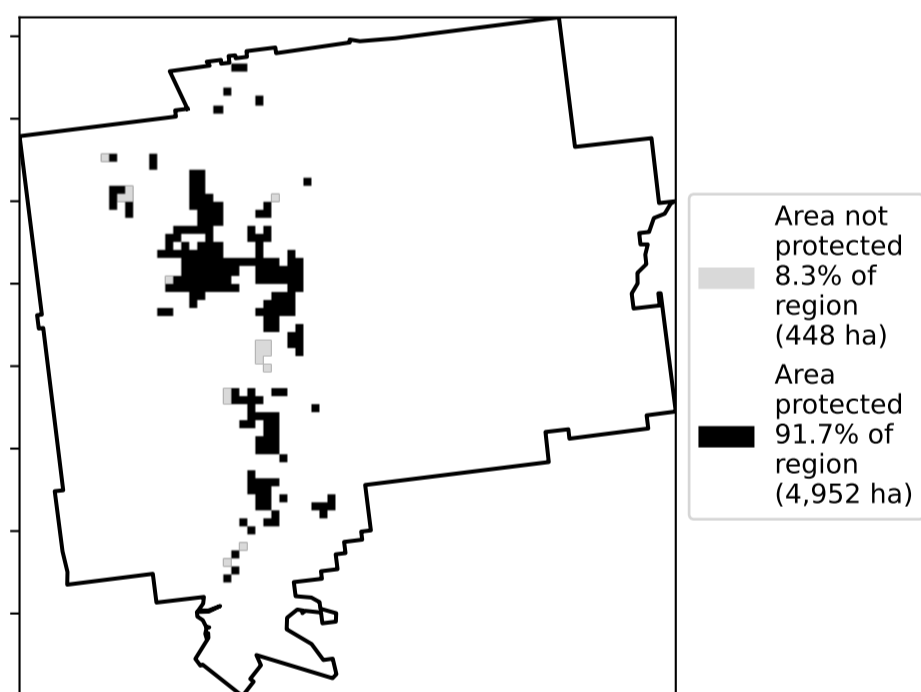 Area not
protected
8.3% of
region
(448 ha)
Area
protected
91.7% of
region
(4,952 ha)